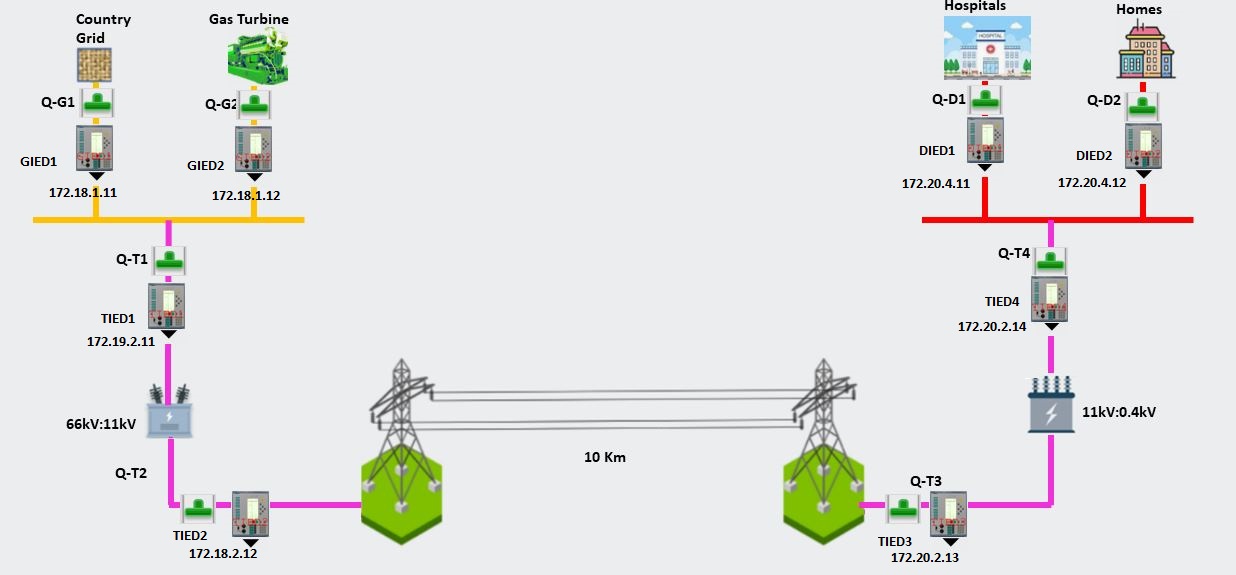 Country
Grid
Gas Turbine
Hospitals
Homes
HOSPITAL
Q-G1
Q-G2
Q-D1
Q-D2
GIED1
GIED2
DIED1
DIED2
172.18.1.11
172.18.1.12
172.20.4.11
172.20.4.12
Q-T1
Q-T4
TIED1
TIED4
172.19.2.11
172.20.2.14
66kV:11kV
11kV:0.4kV
10 Km
Q-T2
Q-T3
TIED2
172.18.2.12
TIED3
172.20.2.13